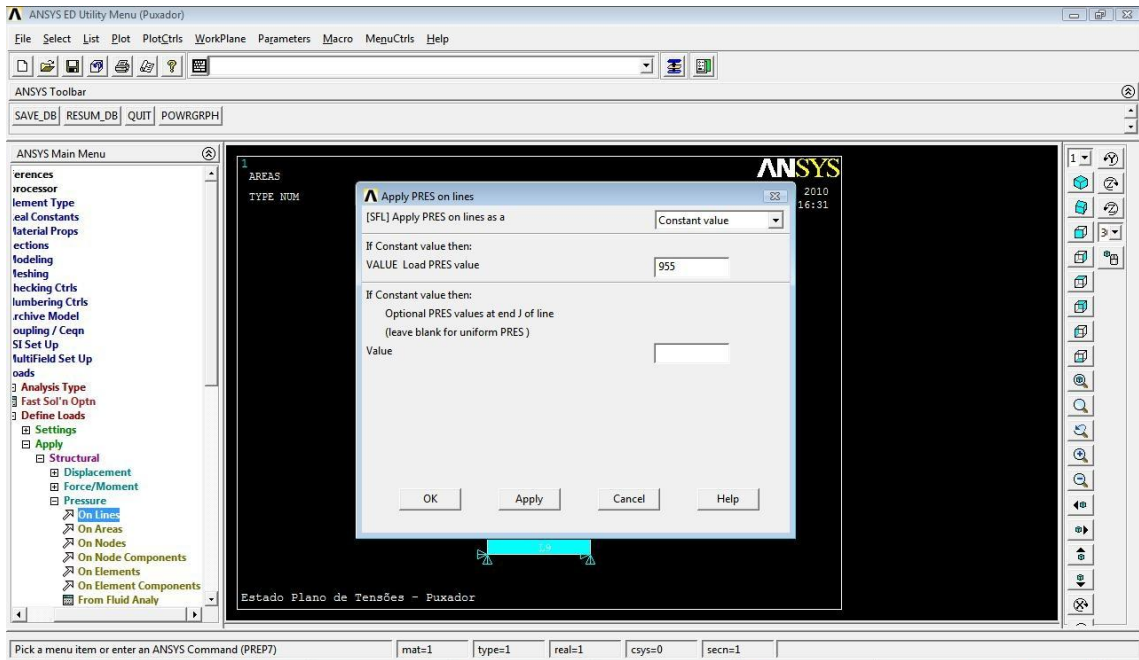 ANSYS ED Utility Menu (Puxador)
File Select List Plot PlotCtrls WorkPlane Parameters Macro MenuCtrls Help
ANSYS Toolbar
SAVE_DB RESUM_DB QUIT POWRGRPH
ANSYS Main Menu
erences
rocessor
lement Type
eal Constants
aterial Props
ections
odeling
eshing
hecking Ctrls
lumbering Ctrls
rchive Model
oupling / Ceqn
SI Set Up
ultiField Set Up
oads
Analysis Type
Fast Sol'n Optn
Define Loads
Settings
Apply
Structural
Displacement
Force/Moment
Pressure
On Lines
On Areas
On Nodes
On Node Components
On Elements
On Element Components
From Fluid Analy
1
AREAS
TYPE NUM
ANSYS
2010
16:31
Apply PRES on lines
[SFL] Apply PRES on lines as a Constant value
If Constant value then:
VALUE Load PRES value 955
If Constant value then:
Optional PRES values at end J of line
(leave blank for uniform PRES )
Value
OK Apply Cancel Help
Estado Plano de Tensões - Puxador
1
Pick a menu item or enter an ANSYS Command (PREP7) mat=1 type=1 real=1 csys=0 secn=1